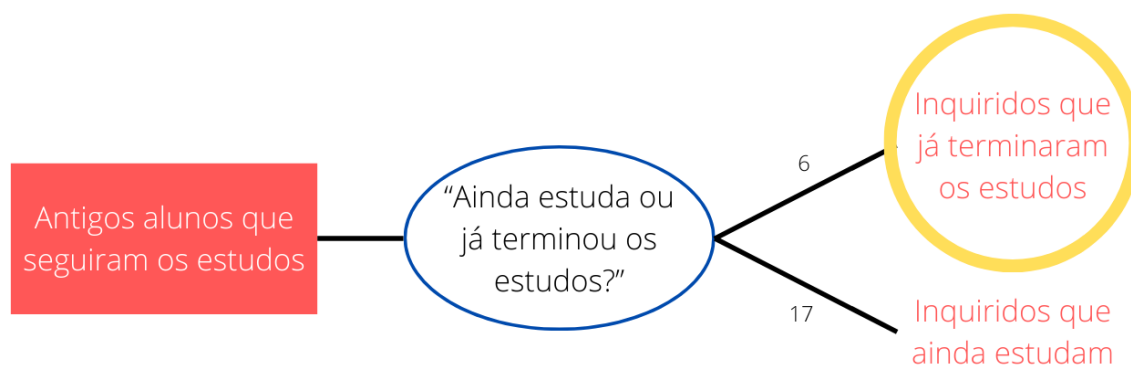 Antigos alunos que
seguiram os estudos
“Ainda estuda ou
já terminou os
estudos?”
6
17
Inquiridos que
já terminaram
os estudos
Inquiridos que
ainda estudam